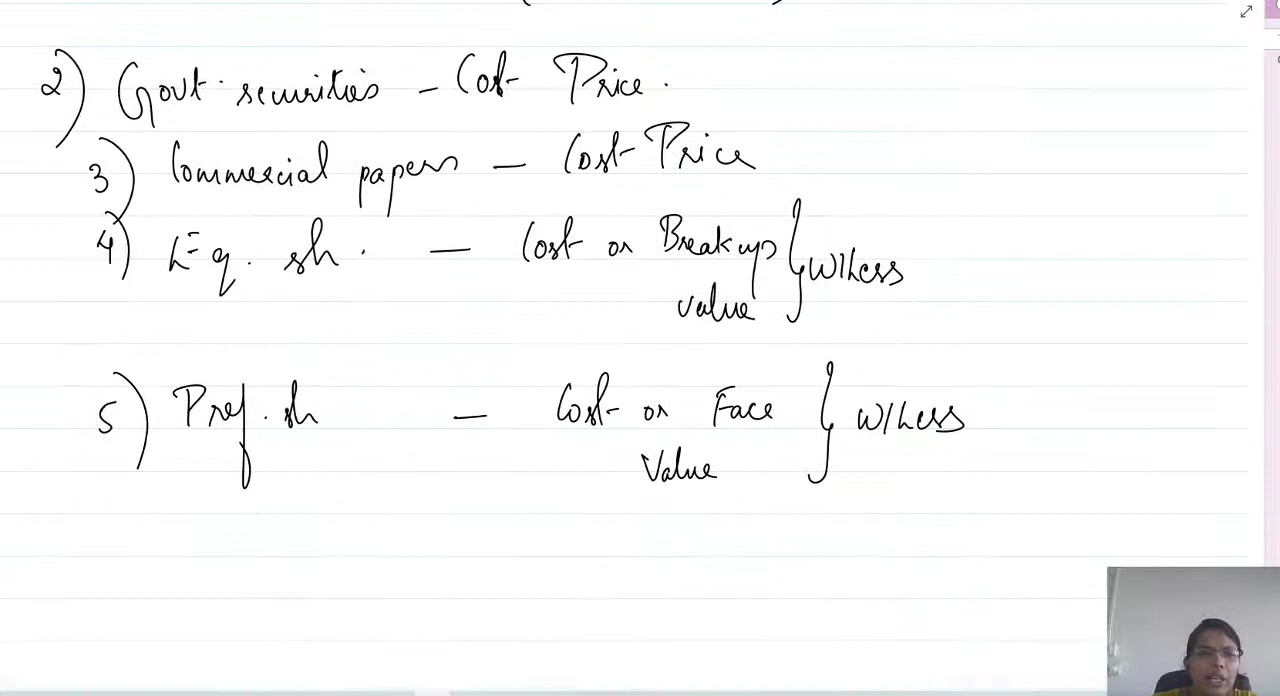 2) Govt. securities - Cost Price.
3) Commercial papers - Cost Price
4) Eq. sh. - Cost or Breakup value } W/Less
5) Pref. sh - Cost or Face Value } W/Less